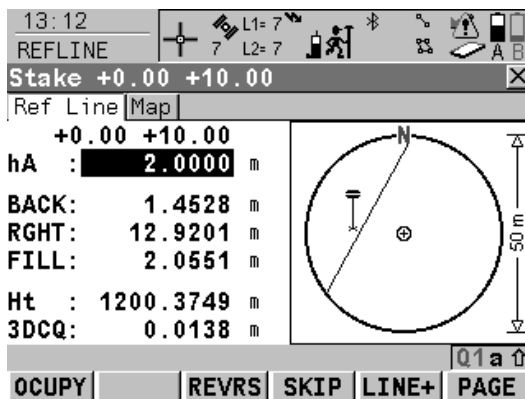 13:12
REFLINE
7
L1= 7
L2= 7
A B
Stake +0.00 +10.00
X
Ref Line
Map
+0.00 +10.00
hA : 2.0000 m
BACK: 1.4528 m
RGHT: 12.9201 m
FILL: 2.0551 m
Ht : 1200.3749 m
3DCQ: 0.0138 m
N
50 m
Q1 a
OCUPY
REVRS
SKIP
LINE+
PAGE